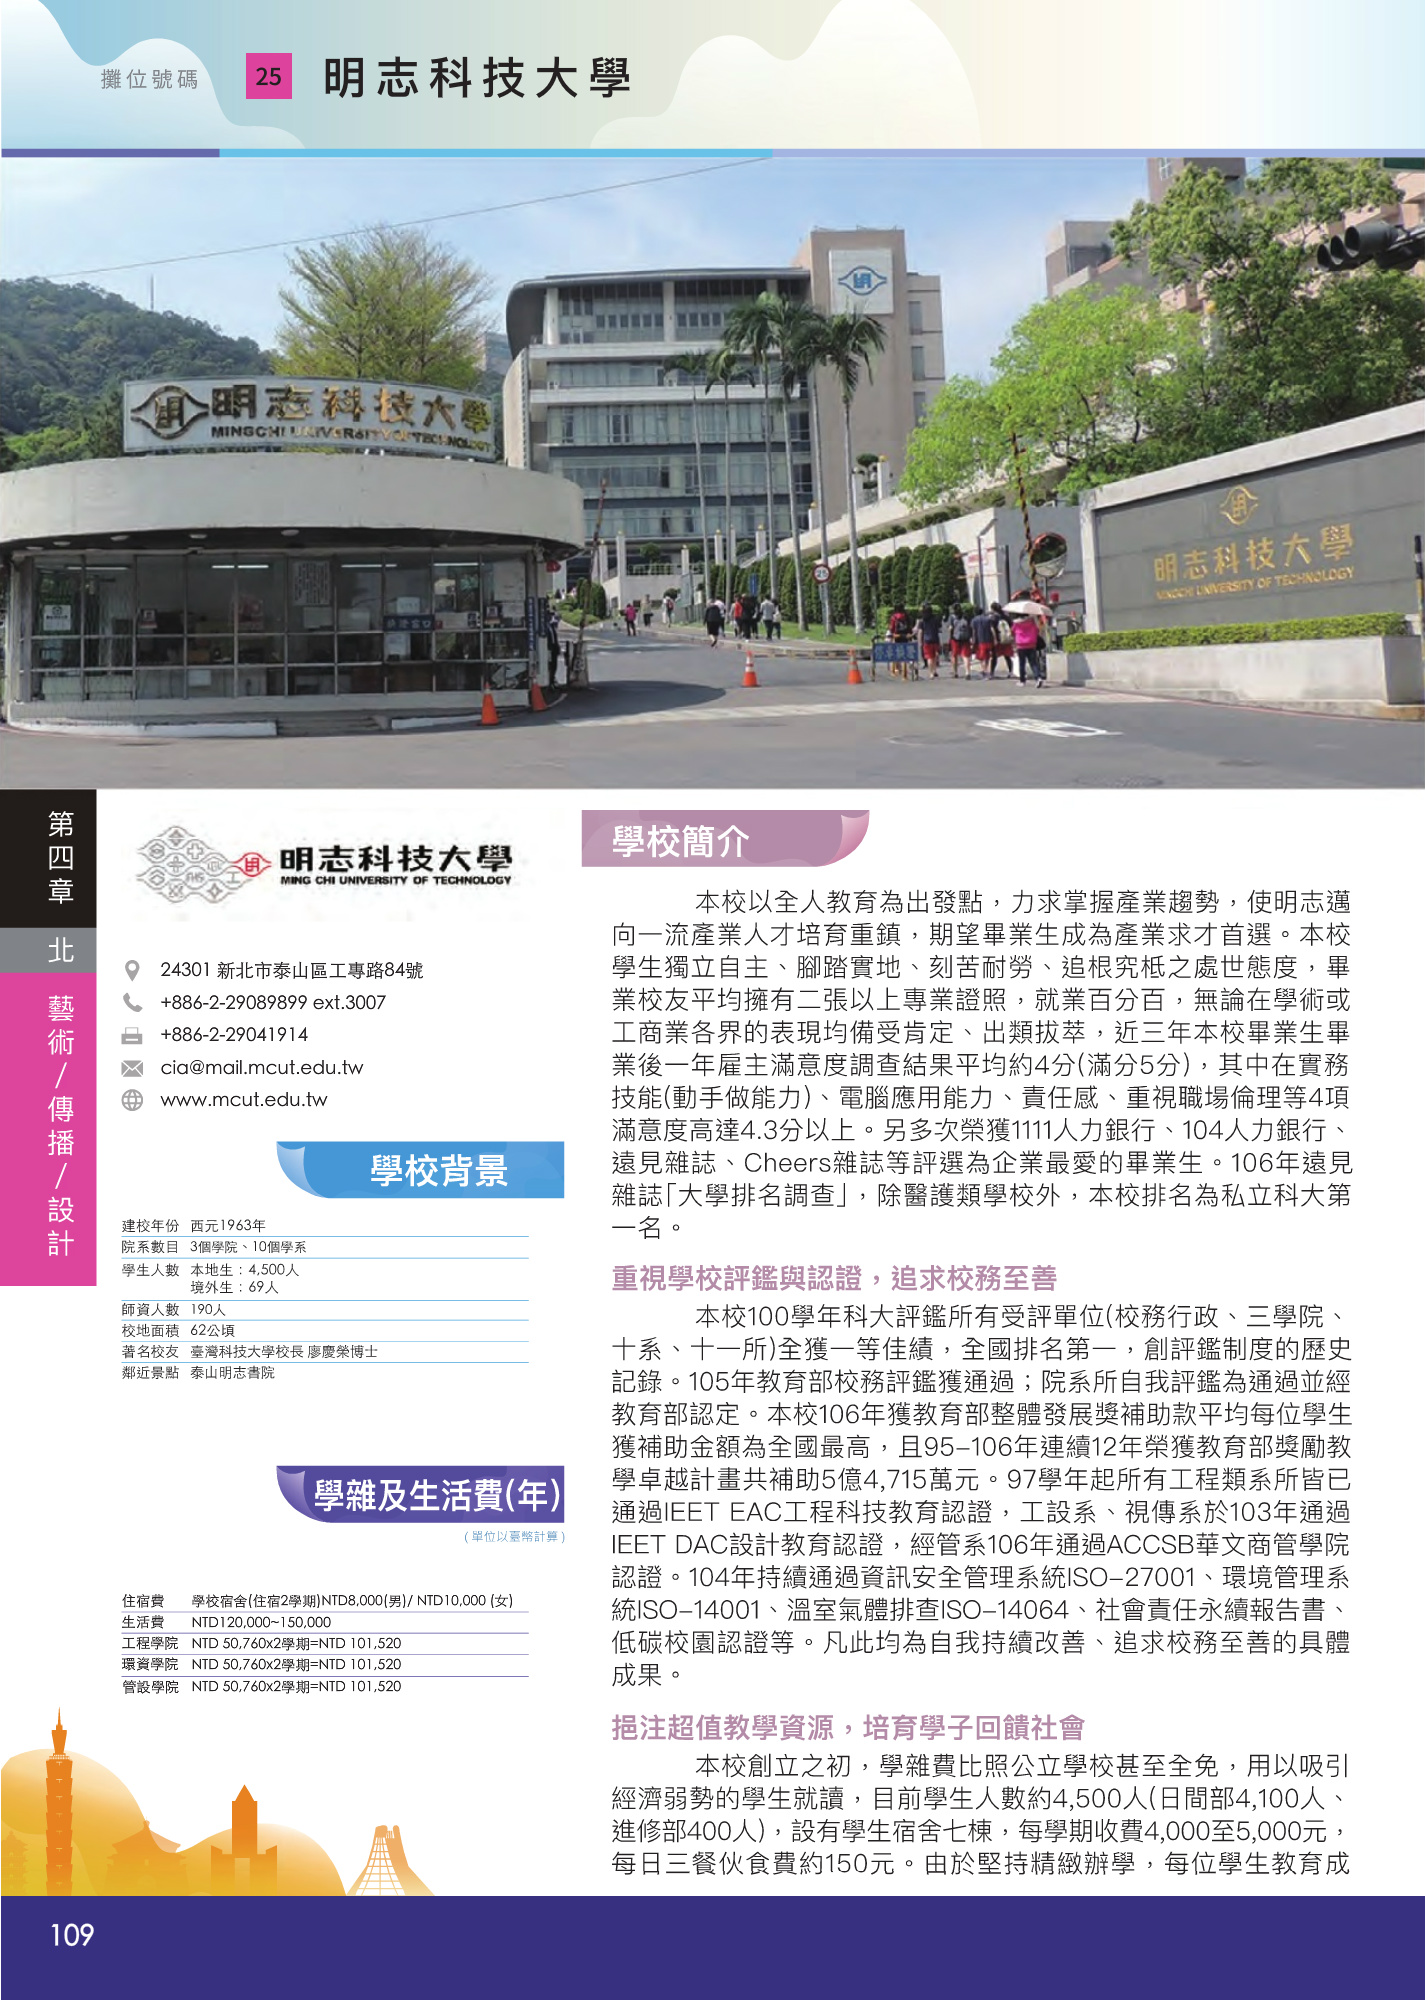 攤位號碼 25 明志科技大學
明志科技大學
MINGCHI UNIVERSITY OF TECHNOLOGY
25
明志科技大學
MINGCHI UNIVERSITY OF TECHNOLOGY
第四章
北
藝術/傳播/設計
明志科技大學
MING CHI UNIVERSITY OF TECHNOLOGY
24301 新北市泰山區工專路84號
+886-2-29089899 ext.3007
+886-2-29041914
cia@mail.mcut.edu.tw
www.mcut.edu.tw
學校背景
建校年份 西元1963年
院系數目 3個學院、10個學系
學生人數 本地生：4,500人
境外生：69人
師資人數 190人
校地面積 62公頃
著名校友 臺灣科技大學校長 廖慶榮博士
鄰近景點 泰山明志書院
學雜及生活費(年)
(單位以臺幣計算)
住宿費 學校宿舍(住宿2學期)NTD8,000(男)/ NTD10,000 (女)
生活費 NTD120,000~150,000
工程學院 NTD 50,760x2學期=NTD 101,520
環資學院 NTD 50,760x2學期=NTD 101,520
管設學院 NTD 50,760x2學期=NTD 101,520
學校簡介
本校以全人教育為出發點，力求掌握產業趨勢，使明志邁
向一流產業人才培育重鎮，期望畢業生成為產業求才首選。本校
學生獨立自主、腳踏實地、刻苦耐勞、追根究柢之處世態度，畢
業校友平均擁有二張以上專業證照，就業百分百，無論在學術或
工商業各界的表現均備受肯定、出類拔萃，近三年本校畢業生畢
業後一年雇主滿意度調查結果平均約4分(滿分5分)，其中在實務
技能(動手做能力)、電腦應用能力、責任感、重視職場倫理等4項
滿意度高達4.3分以上。另多次榮獲1111人力銀行、104人力銀行、
遠見雜誌、Cheers雜誌等評選為企業最愛的畢業生。106年遠見
雜誌「大學排名調查」，除醫護類學校外，本校排名為私立科大第
一名。
重視學校評鑑與認證，追求校務至善
本校100學年科大評鑑所有受評單位(校務行政、三學院、
十系、十一所)全獲一等佳績，全國排名第一，創評鑑制度的歷史
記錄。105年教育部校務評鑑獲通過；院系所自我評鑑為通過並經
教育部認定。本校106年獲教育部整體發展獎補助款平均每位學生
獲補助金額為全國最高，且95–106年連續12年榮獲教育部獎勵教
學卓越計畫共補助5億4,715萬元。97學年起所有工程類系所皆已
通過IEET EAC工程科技教育認證，工設系、視傳系於103年通過
IEET DAC設計教育認證，經管系106年通過ACCSB華文商管學院
認證。104年持續通過資訊安全管理系統ISO–27001、環境管理系
統ISO–14001、溫室氣體排查ISO–14064、社會責任永續報告書、
低碳校園認證等。凡此均為自我持續改善、追求校務至善的具體
成果。
挹注超值教學資源，培育學子回饋社會
本校創立之初，學雜費比照公立學校甚至全免，用以吸引
經濟弱勢的學生就讀，目前學生人數約4,500人(日間部4,100人、
進修部400人)，設有學生宿舍七棟，每學期收費4,000至5,000元，
每日三餐伙食費約150元。由於堅持精緻辦學，每位學生教育成
109